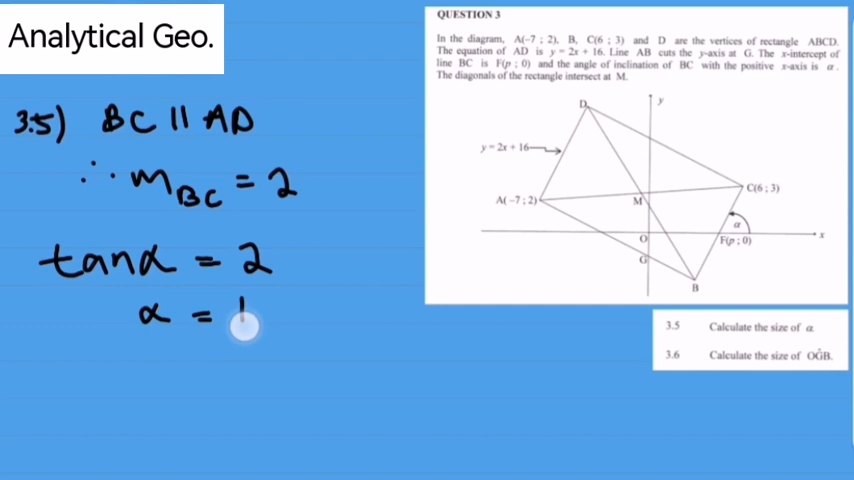 Analytical Geo.
3.5) BC || AD
∴ mBC = 2
tanα = 2
α = 1
QUESTION 3
In the diagram, A(−7 ; 2), B, C(6 ; 3) and D are the vertices of rectangle ABCD.
The equation of AD is y = 2x + 16. Line AB cuts the y-axis at G. The x-intercept of
line BC is F(p ; 0) and the angle of inclination of BC with the positive x-axis is α.
The diagonals of the rectangle intersect at M.
D
y
y = 2x + 16
C(6 ; 3)
A(−7 ; 2)
M
α
x
O
F(p ; 0)
G
B
3.5 Calculate the size of α
3.6 Calculate the size of OĜB.